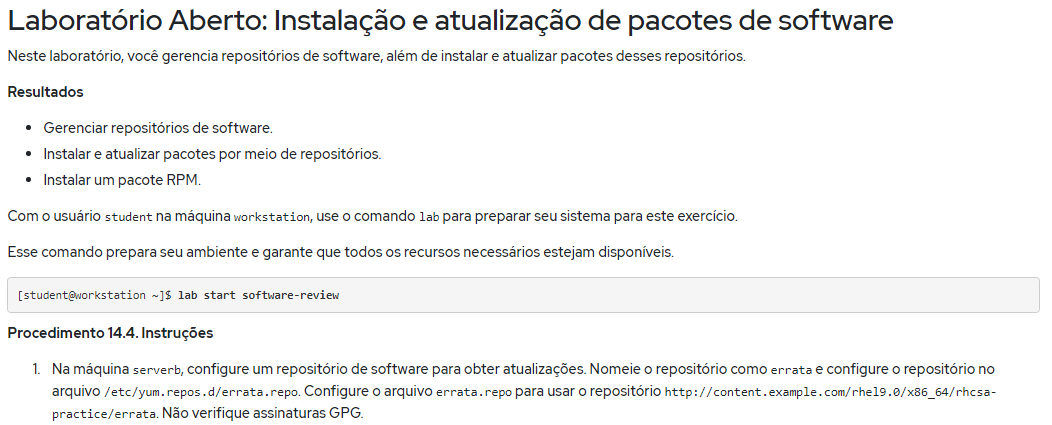 Laboratório Aberto: Instalação e atualização de pacotes de software
Neste laboratório, você gerencia repositórios de software, além de instalar e atualizar pacotes desses repositórios.
Resultados
• Gerenciar repositórios de software.
• Instalar e atualizar pacotes por meio de repositórios.
• Instalar um pacote RPM.
Com o usuário student na máquina workstation, use o comando lab para preparar seu sistema para este exercício.
Esse comando prepara seu ambiente e garante que todos os recursos necessários estejam disponíveis.
[student@workstation ~]$ lab start software-review
Procedimento 14.4. Instruções
1. Na máquina serverb, configure um repositório de software para obter atualizações. Nomeie o repositório como errata e configure o repositório no
arquivo /etc/yum.repos.d/errata.repo. Configure o arquivo errata.repo para usar o repositório http://content.example.com/rhel9.0/x86_64/rhcsa-
practice/errata. Não verifique assinaturas GPG.